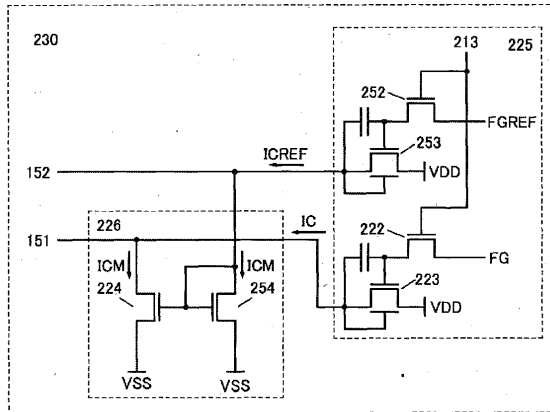 230
213
225
252
FGREF
253
ICREF
VDD
152
IC
222
151
226
FG
ICM
ICM
223
224
254
VDD
VSS
VSS